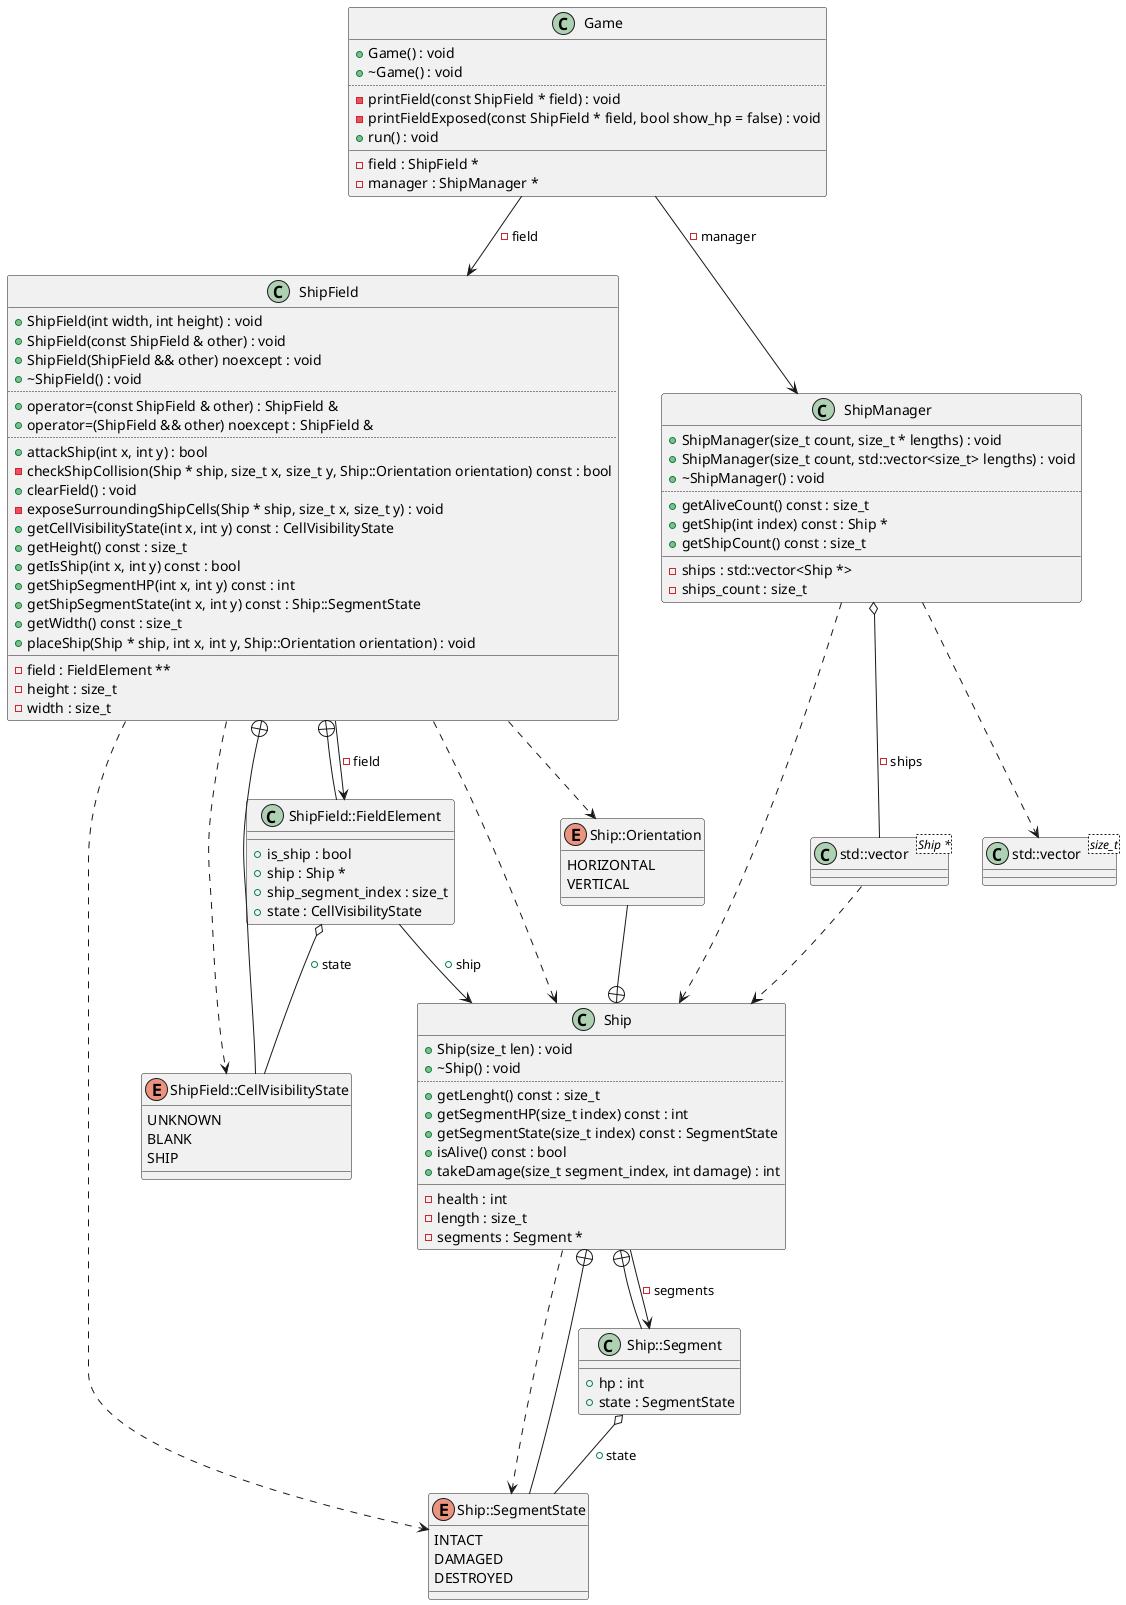 C Game
Game() : void
~Game() : void
printField(const ShipField * field) : void
printFieldExposed(const ShipField * field, bool show_hp = false) : void
run() : void
field : ShipField *
manager : ShipManager *
field
manager
C ShipField
ShipField(int width, int height) : void
ShipField(const ShipField & other) : void
ShipField(ShipField && other) noexcept : void
~ShipField() : void
operator=(const ShipField & other) : ShipField &
operator=(ShipField && other) noexcept : ShipField &
attackShip(int x, int y) : bool
checkShipCollision(Ship * ship, size_t x, size_t y, Ship::Orientation orientation) const : bool
clearField() : void
exposeSurroundingShipCells(Ship * ship, size_t x, size_t y) : void
getCellVisibilityState(int x, int y) const : CellVisibilityState
getHeight() const : size_t
getIsShip(int x, int y) const : bool
getShipSegmentHP(int x, int y) const : int
getShipSegmentState(int x, int y) const : Ship::SegmentState
getWidth() const : size_t
placeShip(Ship * ship, int x, int y, Ship::Orientation orientation) : void
field : FieldElement **
height : size_t
width : size_t
C ShipManager
ShipManager(size_t count, size_t * lengths) : void
ShipManager(size_t count, std::vector<size_t> lengths) : void
~ShipManager() : void
getAliveCount() const : size_t
getShip(int index) const : Ship *
getShipCount() const : size_t
ships : std::vector<Ship *>
ships_count : size_t
field
ships
C ShipField::FieldElement
is_ship : bool
ship : Ship *
ship_segment_index : size_t
state : CellVisibilityState
E Ship::Orientation
HORIZONTAL
VERTICAL
C std::vector Ship *
C std::vector size_t
state
ship
E ShipField::CellVisibilityState
UNKNOWN
BLANK
SHIP
C Ship
Ship(size_t len) : void
~Ship() : void
getLenght() const : size_t
getSegmentHP(size_t index) const : int
getSegmentState(size_t index) const : SegmentState
isAlive() const : bool
takeDamage(size_t segment_index, int damage) : int
health : int
length : size_t
segments : Segment *
segments
C Ship::Segment
hp : int
state : SegmentState
state
E Ship::SegmentState
INTACT
DAMAGED
DESTROYED